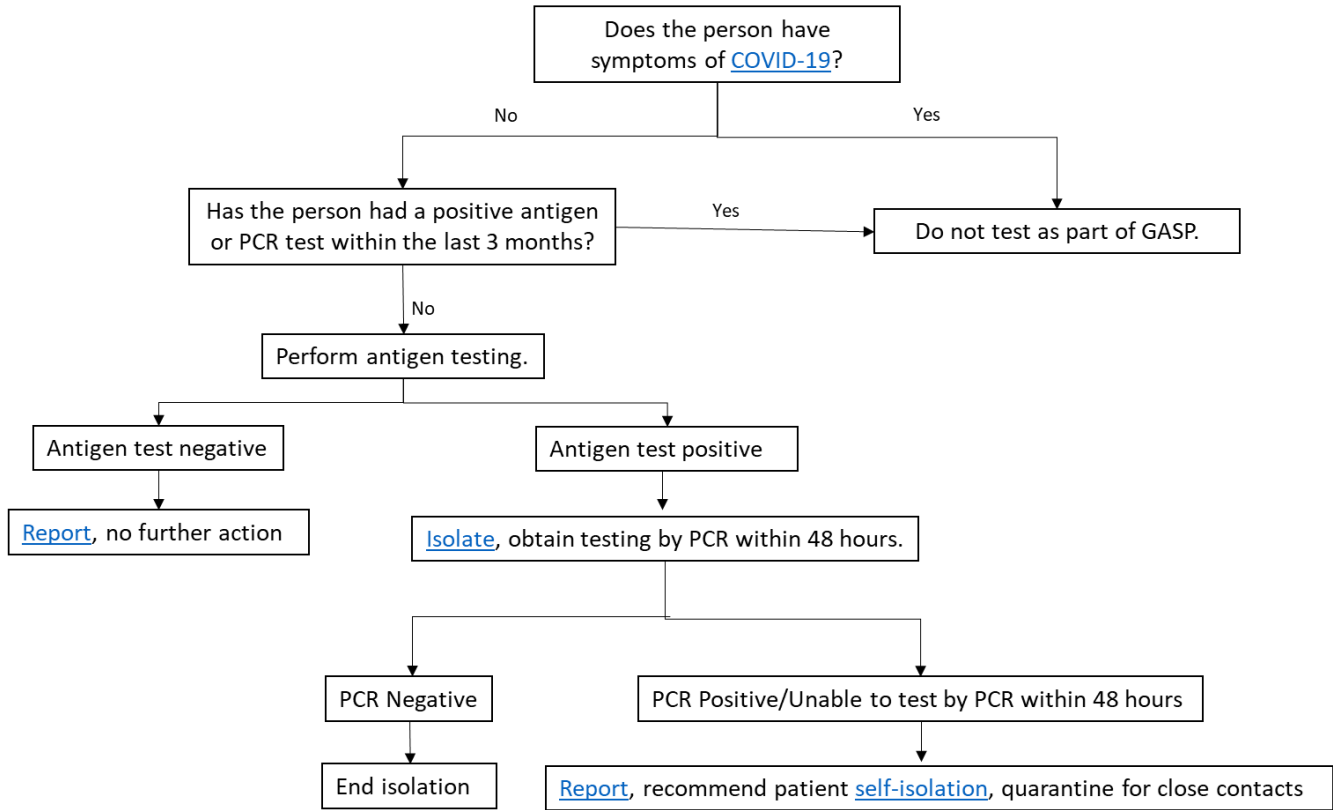 Does the person have
symptoms of COVID-19?
No
Yes
Has the person had a positive antigen
or PCR test within the last 3 months?
Yes
Do not test as part of GASP.
No
Perform antigen testing.
Antigen test negative
Antigen test positive
Report, no further action
Isolate, obtain testing by PCR within 48 hours.
PCR Negative
PCR Positive/Unable to test by PCR within 48 hours
End isolation
Report, recommend patient self-isolation, quarantine for close contacts